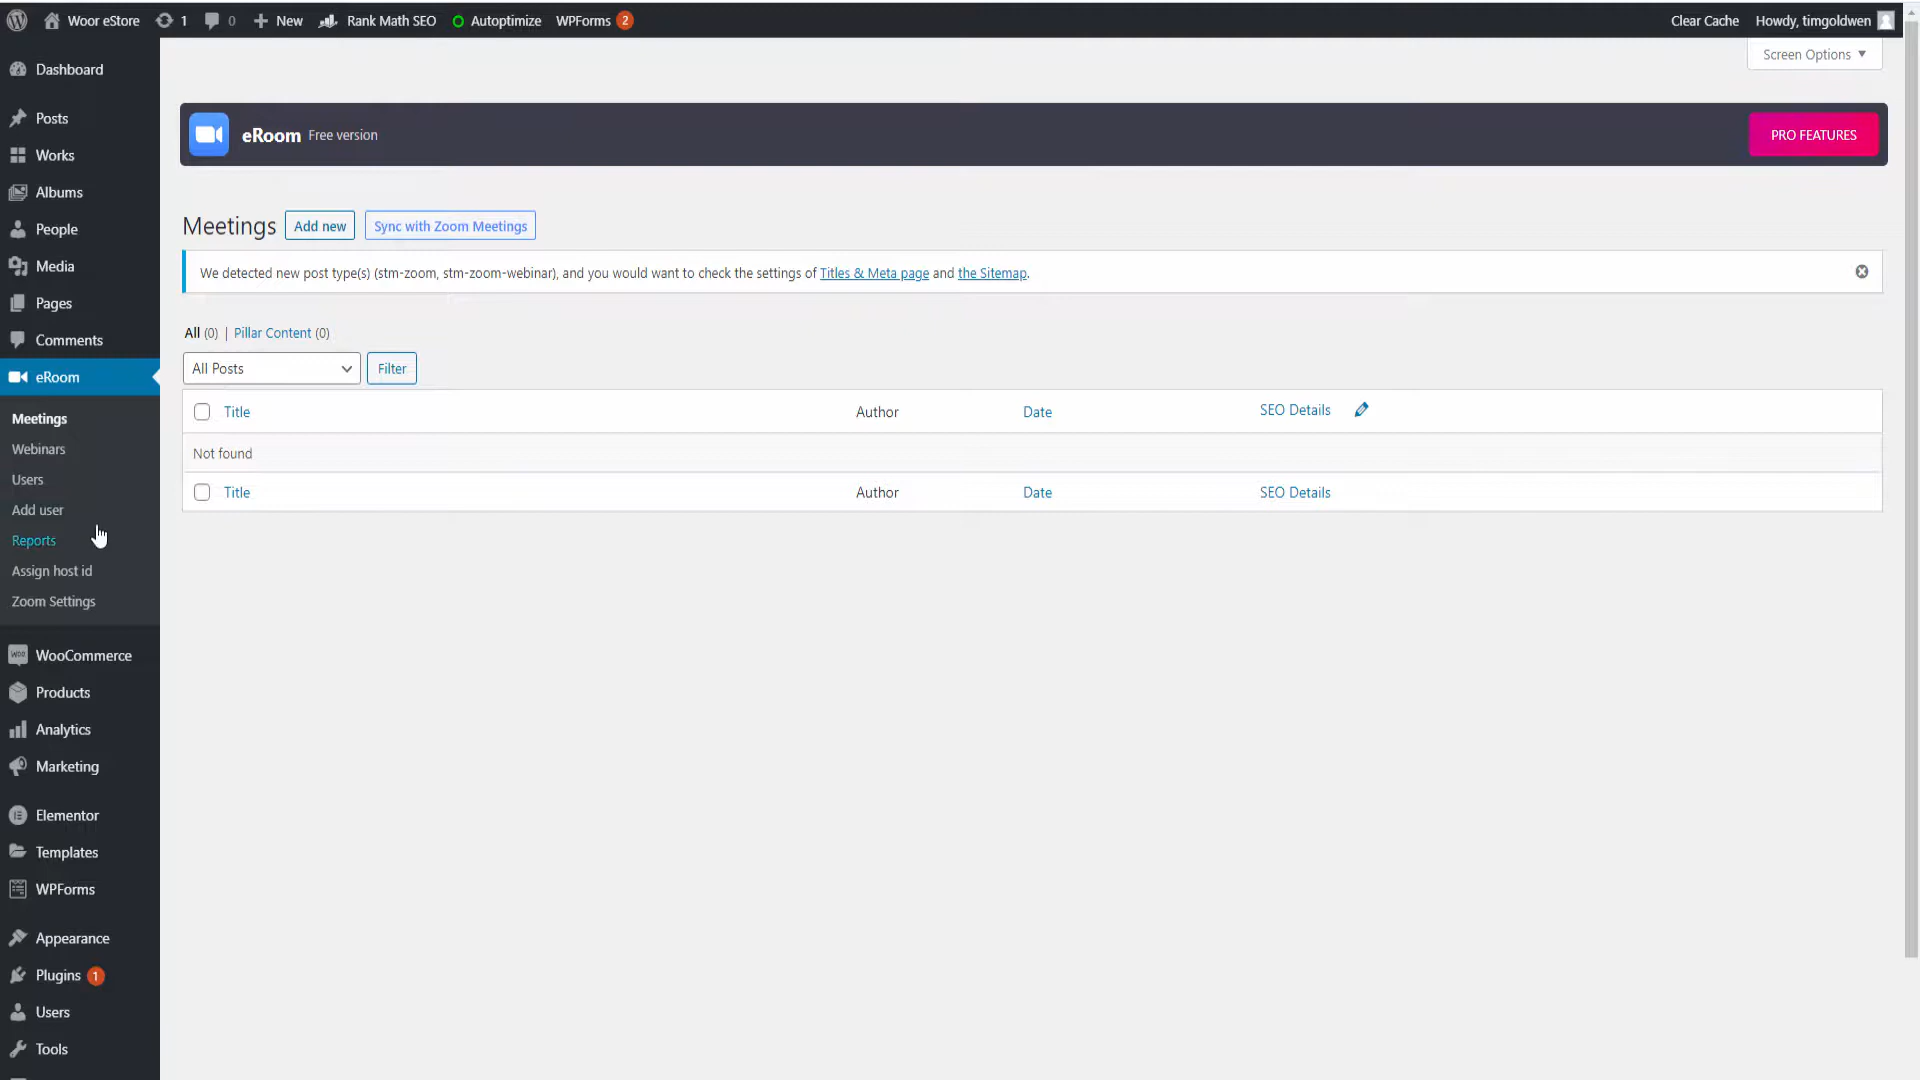 Woor eStore 1 0 New Rank Math SEO Autoptimize WPForms 2 Clear Cache Howdy, timgoldwen
Screen Options
Dashboard
Posts
Works
Albums
People
Media
Pages
Comments
eRoom
Meetings
Webinars
Users
Add user
Reports
Assign host id
Zoom Settings
WooCommerce
Products
Analytics
Marketing
Elementor
Templates
WPForms
Appearance
Plugins 1
Users
Tools
eRoom Free version PRO FEATURES
Meetings Add new Sync with Zoom Meetings
We detected new post type(s) (stm-zoom, stm-zoom-webinar), and you would want to check the settings of Titles & Meta page and the Sitemap.
All (0) | Pillar Content (0)
All Posts Filter
Title Author Date SEO Details
Not found
Title Author Date SEO Details